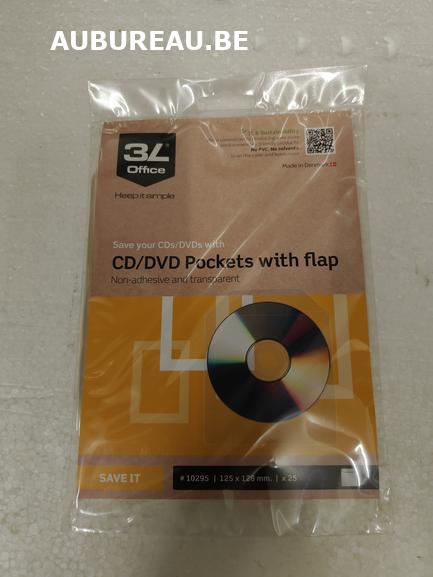 AUBUREAU.BE
3L
Office
Keep it simple
& Sustainability
No PVC. No solvents.
Made in Denmark
Save your CDs/DVDs with
CD/DVD Pockets with flap
Non-adhesive and transparent
SAVE IT
# 10295 | 125 x 128 mm. | x 25